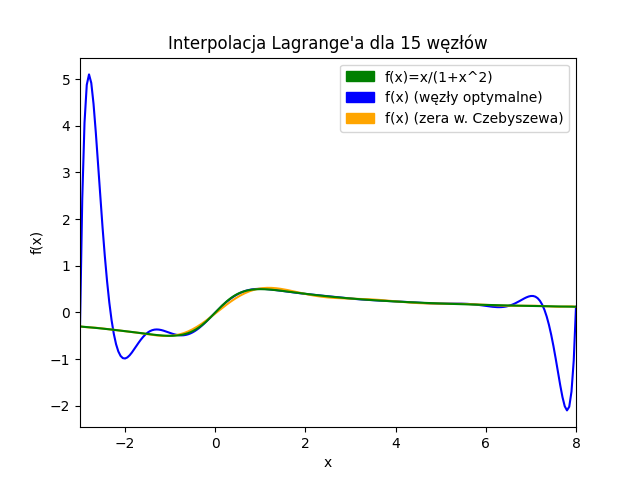 Interpolacja Lagrange'a dla 15 węzłów
f(x)=x/(1+x^2)
f(x) (węzły optymalne)
f(x) (zera w. Czebyszewa)
f(x)
5
4
3
2
1
0
−1
−2
−2
0
2
4
6
8
x